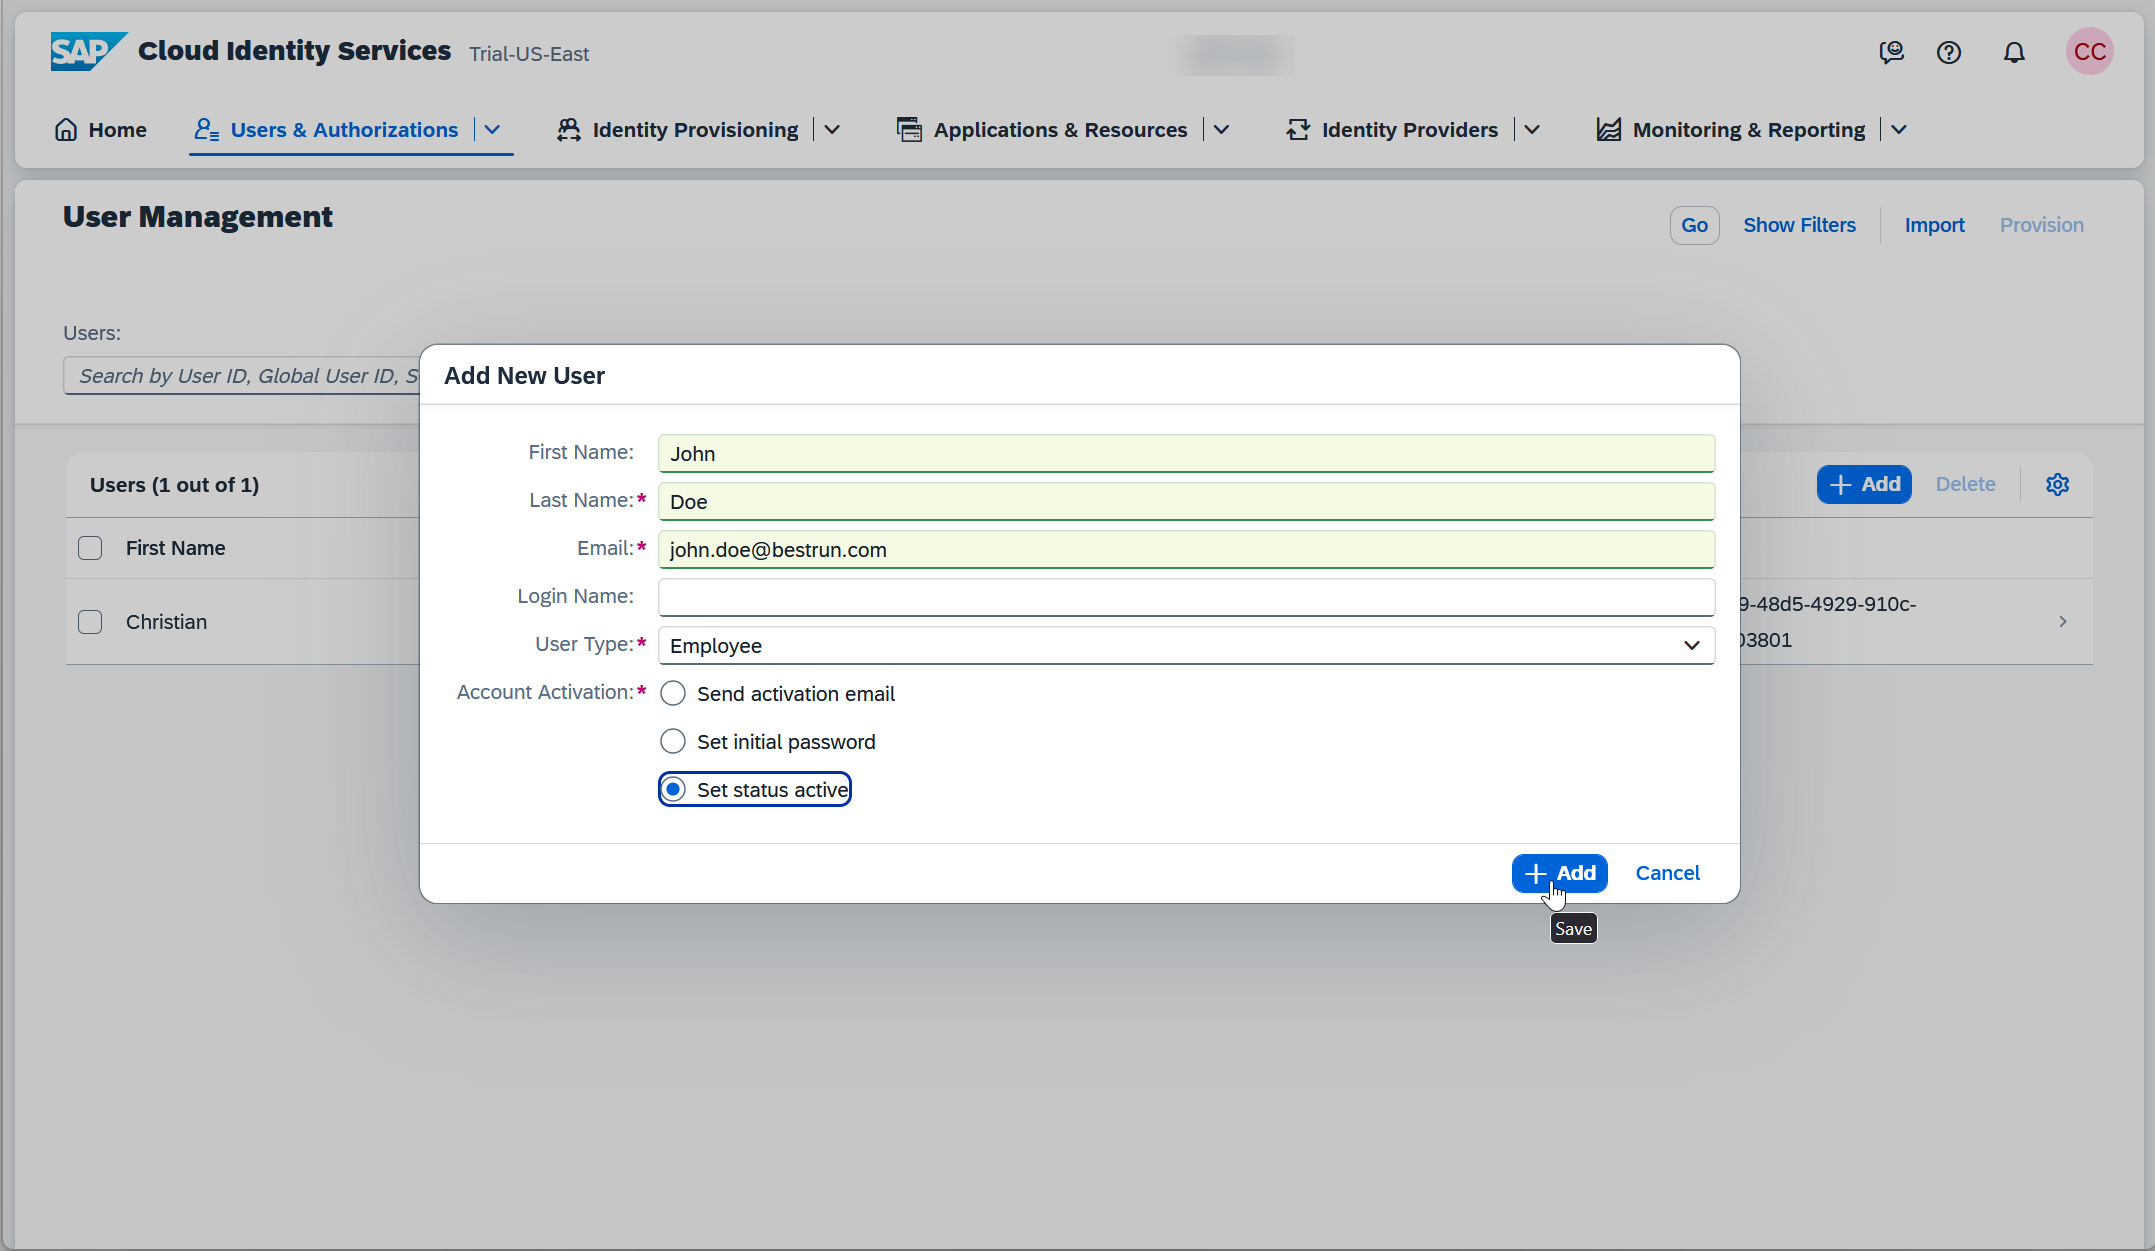 SAP Cloud Identity Services Trial-US-East
CC
Home Users & Authorizations Identity Provisioning Applications & Resources Identity Providers Monitoring & Reporting
User Management
Go Show Filters Import Provision
Users:
Search by User ID, Global User ID, S
Add New User
First Name: John
Last Name:* Doe
Email:* john.doe@bestrun.com
Login Name:
User Type:* Employee
Account Activation:* Send activation email
Set initial password
Set status active
Add Cancel
Save
Users (1 out of 1) Add Delete
First Name
Christian 9-48d5-4929-910c-
03801